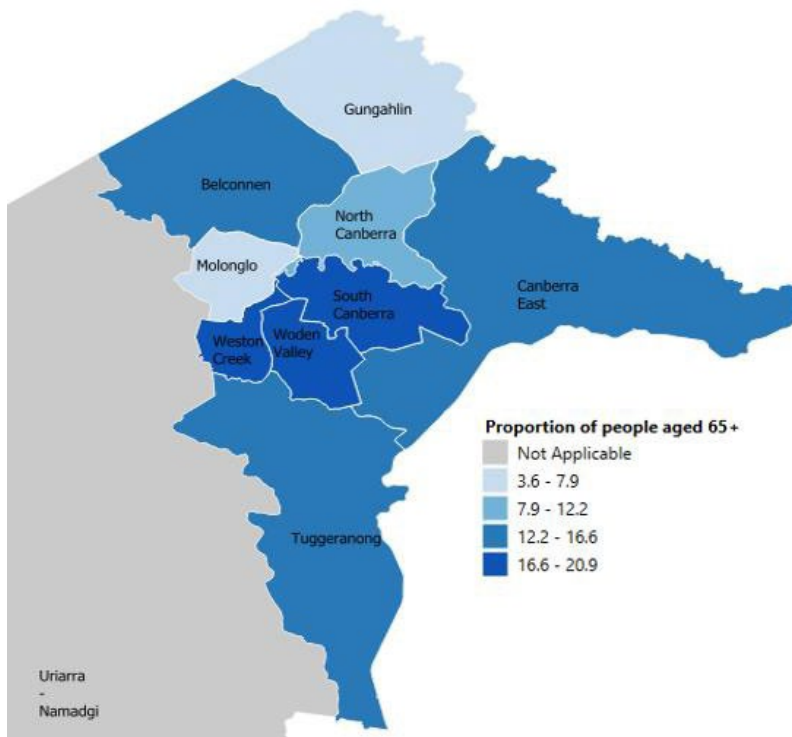 Gungahlin
Belconnen
North
Canberra
Molonglo
Canberra
East
South
Canberra
Weston
Creek
Woden
Valley
Proportion of people aged 65+
Not Applicable
3.6 - 7.9
7.9 - 12.2
12.2 - 16.6
16.6 - 20.9
Tuggeranong
Uriarra
-
Namadgi